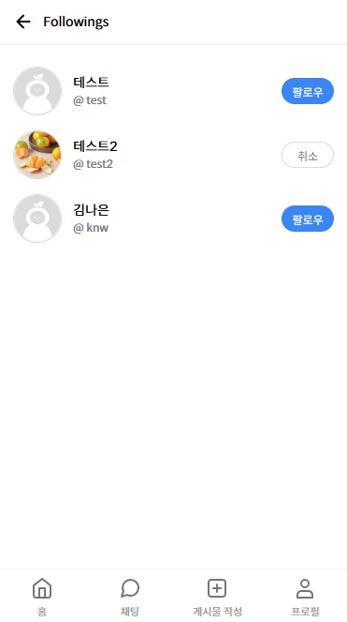 Followings
테스트
@ test
팔로우
테스트2
@ test2
취소
김나은
@ knw
팔로우
홈
채팅
게시물 작성
프로필